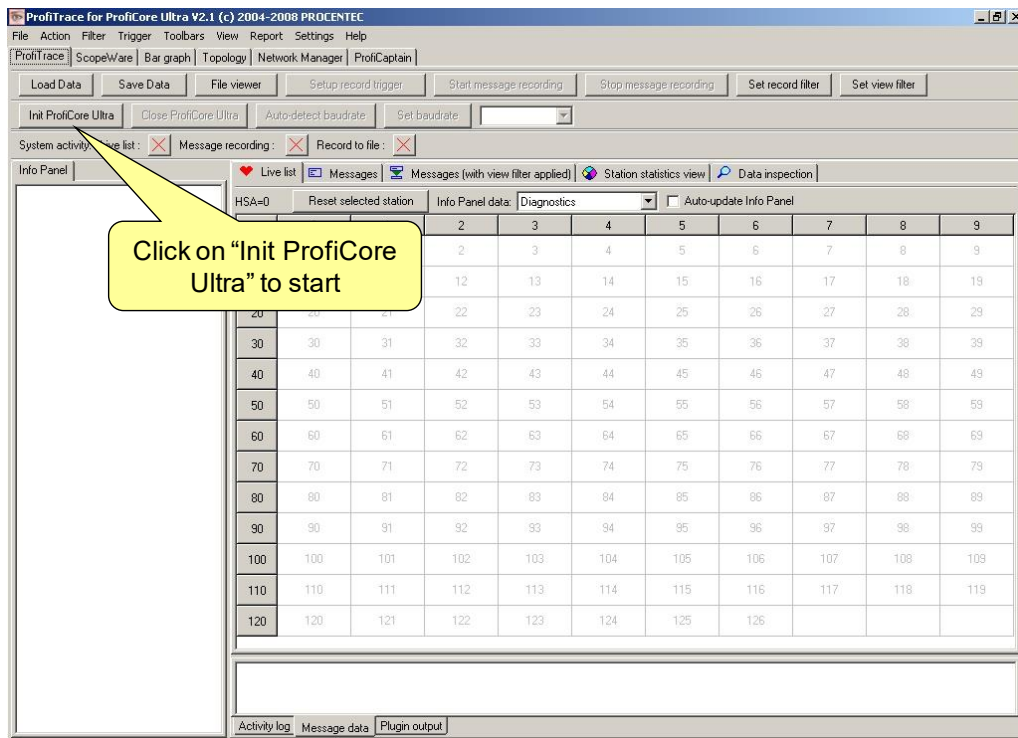 ProfiTrace for ProfiCore Ultra V2.1 (c) 2004-2008 PROCENTEC
File Action Filter Trigger Toolbars View Report Settings Help
ProfiTrace ScopeWare Bar graph Topology Network Manager ProfiCaptain
Load Data Save Data File viewer Setup record trigger Start message recording Stop message recording Set record filter Set view filter
Init ProfiCore Ultra Close ProfiCore Ultra Auto-detect baudrate Set baudrate
System activity: list : Message recording : Record to file :
Info Panel Live list Messages Messages (with view filter applied) Station statistics view Data inspection
HSA=0 Reset selected station Info Panel data: Diagnostics Auto-update Info Panel
Click on “Init ProfiCore
Ultra” to start
2 3 4 5 6 7 8 9
2 3 4 5 6 7 8 9
12 13 14 15 16 17 18 19
20 20 21 22 23 24 25 26 27 28 29
30 30 31 32 33 34 35 36 37 38 39
40 40 41 42 43 44 45 46 47 48 49
50 50 51 52 53 54 55 56 57 58 59
60 60 61 62 63 64 65 66 67 68 69
70 70 71 72 73 74 75 76 77 78 79
80 80 81 82 83 84 85 86 87 88 89
90 90 91 92 93 94 95 96 97 98 99
100 100 101 102 103 104 105 106 107 108 109
110 110 111 112 113 114 115 116 117 118 119
120 120 121 122 123 124 125 126
Activity log Message data Plugin output